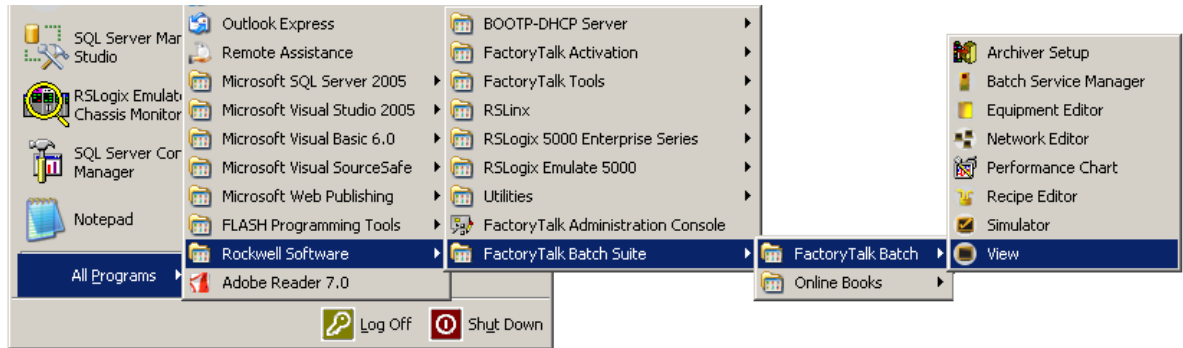 SQL Server Mar
Studio
RSLogix Emulat
Chassis Monitor
SQL Server Cor
Manager
Notepad
All Programs
Outlook Express
Remote Assistance
Microsoft SQL Server 2005
Microsoft Visual Studio 2005
Microsoft Visual Basic 6.0
Microsoft Visual SourceSafe
Microsoft Web Publishing
FLASH Programming Tools
Rockwell Software
Adobe Reader 7.0
BOOTP-DHCP Server
FactoryTalk Activation
FactoryTalk Tools
RSLinx
RSLogix 5000 Enterprise Series
RSLogix Emulate 5000
Utilities
FactoryTalk Administration Console
FactoryTalk Batch Suite
FactoryTalk Batch
Online Books
Archiver Setup
Batch Service Manager
Equipment Editor
Network Editor
Performance Chart
Recipe Editor
Simulator
View
Log Off
Shut Down